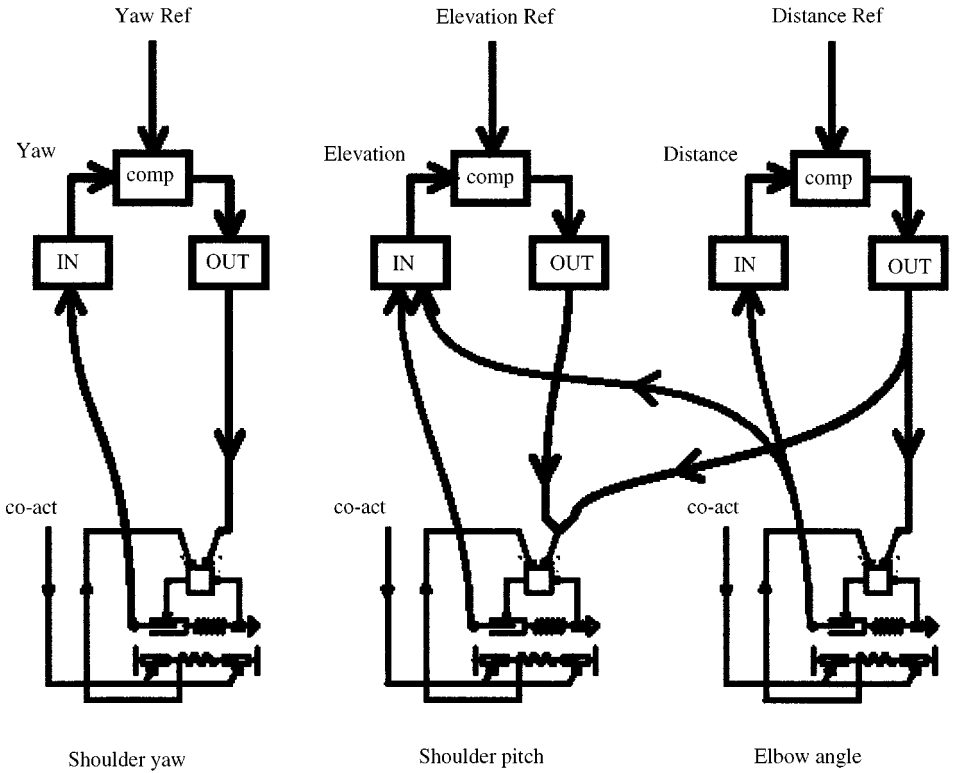 Yaw Ref
Elevation Ref
Distance Ref
Yaw
Elevation
Distance
comp
comp
comp
IN
OUT
IN
OUT
IN
OUT
co-act
co-act
co-act
Shoulder yaw
Shoulder pitch
Elbow angle